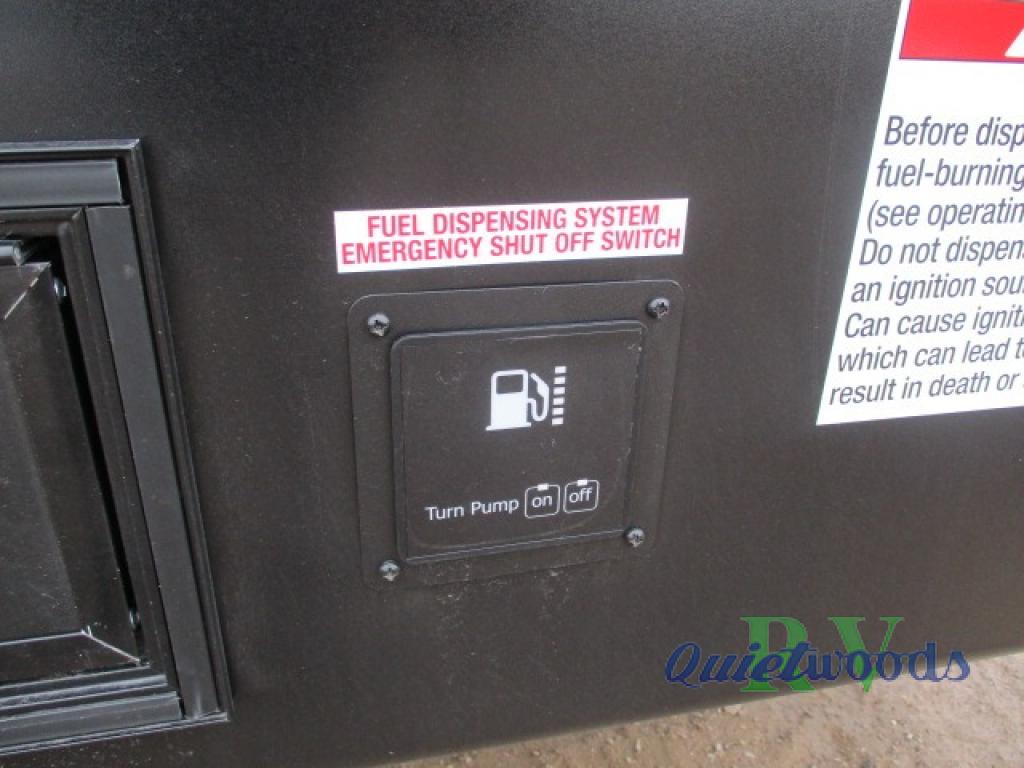 FUEL DISPENSING SYSTEM
EMERGENCY SHUT OFF SWITCH
Turn Pump on off
Before disp
fuel-burning
(see operatin
Do not dispens
an ignition sou
Can cause igniti
which can lead t
result in death or
RV
Quietwoods